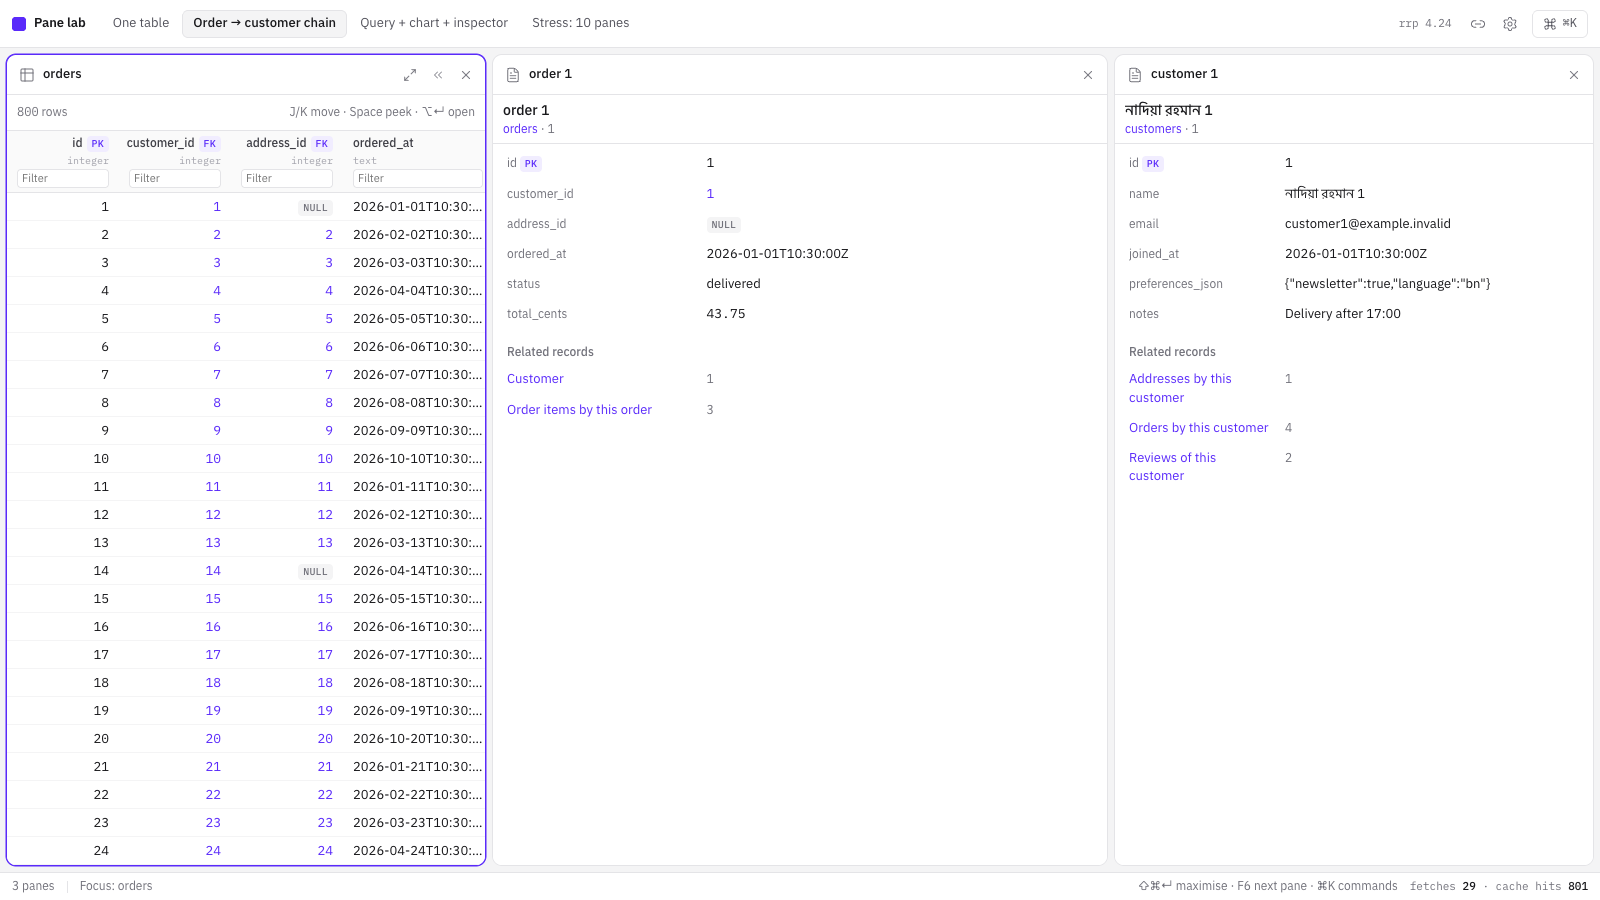 Pane lab One table Order → customer chain Query + chart + inspector Stress: 10 panes rrp 4.24 ⌘ ⌘K
orders
800 rows J/K move · Space peek · ⌥↵ open
id PK customer_id FK address_id FK ordered_at
integer integer integer text
Filter Filter Filter Filter
1 1 NULL 2026-01-01T10:30:...
2 2 2 2026-02-02T10:30:...
3 3 3 2026-03-03T10:30:...
4 4 4 2026-04-04T10:30:...
5 5 5 2026-05-05T10:30:...
6 6 6 2026-06-06T10:30:...
7 7 7 2026-07-07T10:30:...
8 8 8 2026-08-08T10:30:...
9 9 9 2026-09-09T10:30:...
10 10 10 2026-10-10T10:30:...
11 11 11 2026-01-11T10:30:...
12 12 12 2026-02-12T10:30:...
13 13 13 2026-03-13T10:30:...
14 14 NULL 2026-04-14T10:30:...
15 15 15 2026-05-15T10:30:...
16 16 16 2026-06-16T10:30:...
17 17 17 2026-07-17T10:30:...
18 18 18 2026-08-18T10:30:...
19 19 19 2026-09-19T10:30:...
20 20 20 2026-10-20T10:30:...
21 21 21 2026-01-21T10:30:...
22 22 22 2026-02-22T10:30:...
23 23 23 2026-03-23T10:30:...
24 24 24 2026-04-24T10:30:...
order 1
order 1
orders · 1
id PK 1
customer_id 1
address_id NULL
ordered_at 2026-01-01T10:30:00Z
status delivered
total_cents 43.75
Related records
Customer 1
Order items by this order 3
customer 1
নাদিয়া রহমান 1
customers · 1
id PK 1
name নাদিয়া রহমান 1
email customer1@example.invalid
joined_at 2026-01-01T10:30:00Z
preferences_json {"newsletter":true,"language":"bn"}
notes Delivery after 17:00
Related records
Addresses by this 1
customer
Orders by this customer 4
Reviews of this 2
customer
3 panes Focus: orders ⇧⌘↵ maximise · F6 next pane · ⌘K commands fetches 29 · cache hits 801